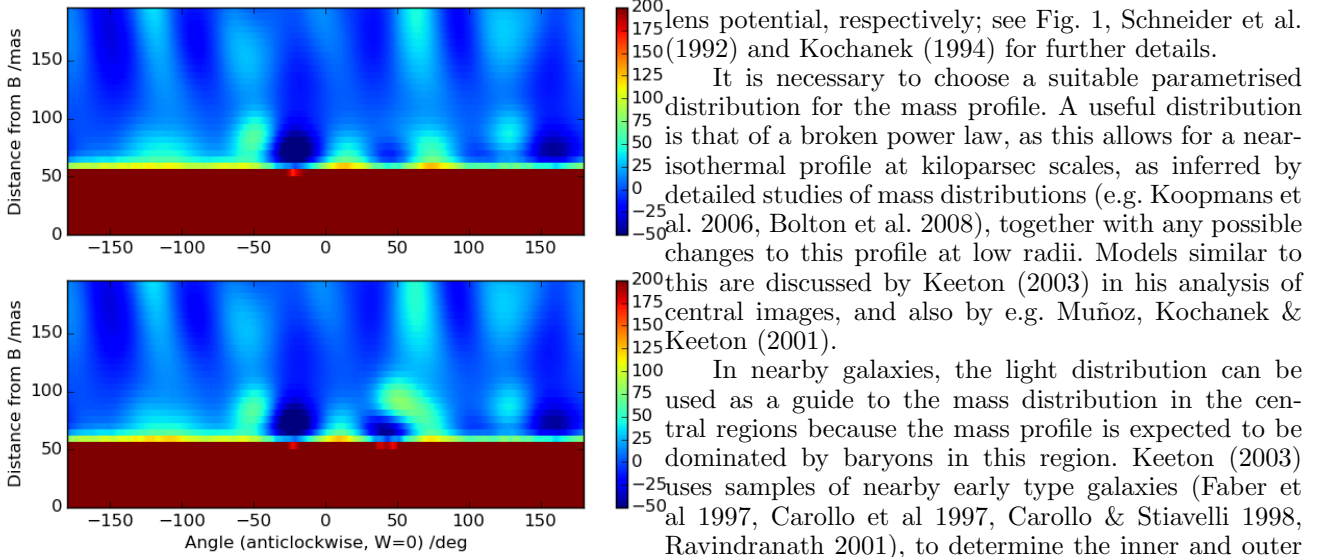 200
175
150
125
100
75
50
25
0
−25
−50
150
100
50
0
Distance from B /mas
−150 −100 −50 0 50 100 150
200
175
150
125
100
75
50
25
0
−25
−50
150
100
50
0
Distance from B /mas
−150 −100 −50 0 50 100 150
Angle (anticlockwise, W=0) /deg
lens potential, respectively; see Fig. 1, Schneider et al.
(1992) and Kochanek (1994) for further details.
It is necessary to choose a suitable parametrised
distribution for the mass profile. A useful distribution
is that of a broken power law, as this allows for a near-
isothermal profile at kiloparsec scales, as inferred by
detailed studies of mass distributions (e.g. Koopmans et
al. 2006, Bolton et al. 2008), together with any possible
changes to this profile at low radii. Models similar to
this are discussed by Keeton (2003) in his analysis of
central images, and also by e.g. Muñoz, Kochanek &
Keeton (2001).
In nearby galaxies, the light distribution can be
used as a guide to the mass distribution in the cen-
tral regions because the mass profile is expected to be
dominated by baryons in this region. Keeton (2003)
uses samples of nearby early type galaxies (Faber et
al 1997, Carollo et al 1997, Carollo & Stiavelli 1998,
Ravindranath 2001), to determine the inner and outer